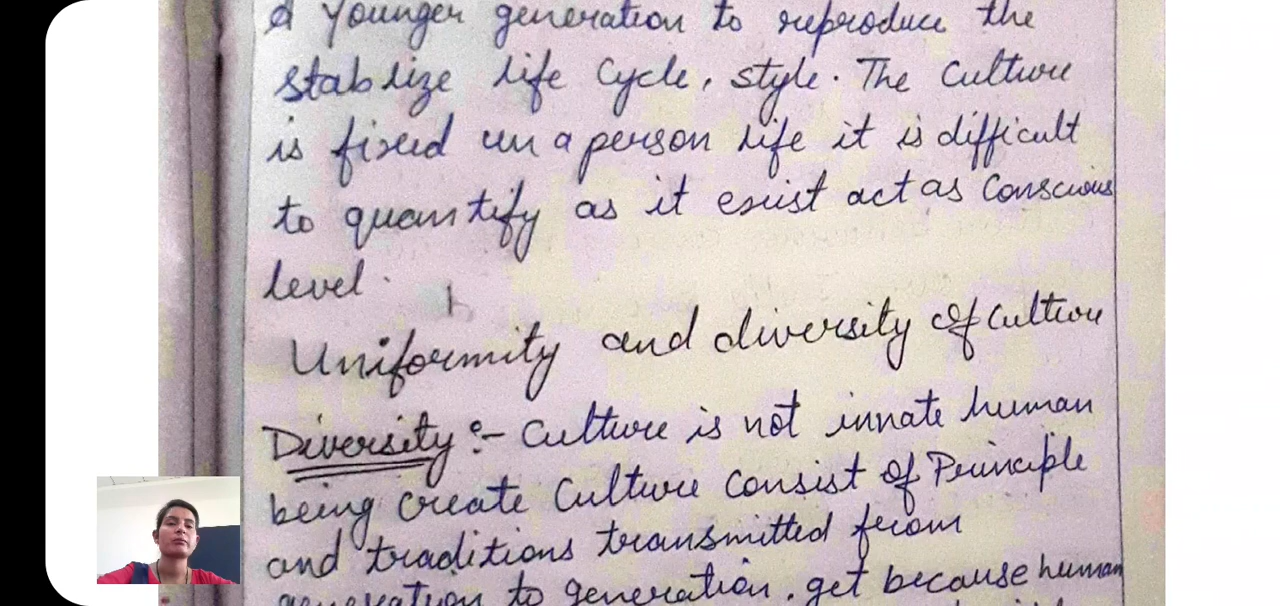 & younger generation to reproduce the
stablize life Cycle, style. The Culture
is fixed in a person life it is difficult
to quantify as it exist act as Conscious
level.
Uniformity and diversity of Culture
Diversity :- Culture is not innate human
being create Culture consist of Principle
and traditions transmitted from
generation to generation. get because human